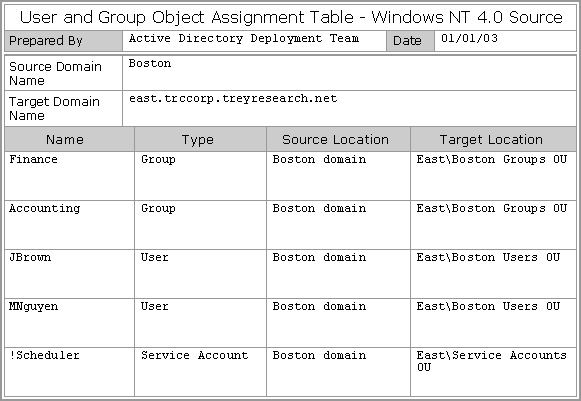 User and Group Object Assignment Table - Windows NT 4.0 Source
Prepared By Active Directory Deployment Team Date 01/01/03
Source Domain Name Boston
Target Domain Name east.trccorp.treyresearch.net
Name Type Source Location Target Location
Finance Group Boston domain East\Boston Groups OU
Accounting Group Boston domain East\Boston Groups OU
JBrown User Boston domain East\Boston Users OU
MNguyen User Boston domain East\Boston Users OU
!Scheduler Service Account Boston domain East\Service Accounts
OU